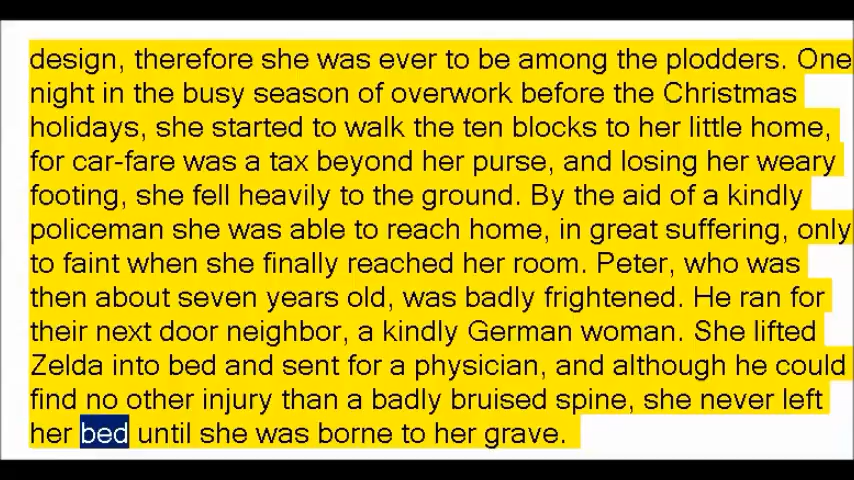 design, therefore she was ever to be among the plodders. One
night in the busy season of overwork before the Christmas
holidays, she started to walk the ten blocks to her little home,
for car-fare was a tax beyond her purse, and losing her weary
footing, she fell heavily to the ground. By the aid of a kindly
policeman she was able to reach home, in great suffering, only
to faint when she finally reached her room. Peter, who was
then about seven years old, was badly frightened. He ran for
their next door neighbor, a kindly German woman. She lifted
Zelda into bed and sent for a physician, and although he could
find no other injury than a badly bruised spine, she never left
her bed until she was borne to her grave.